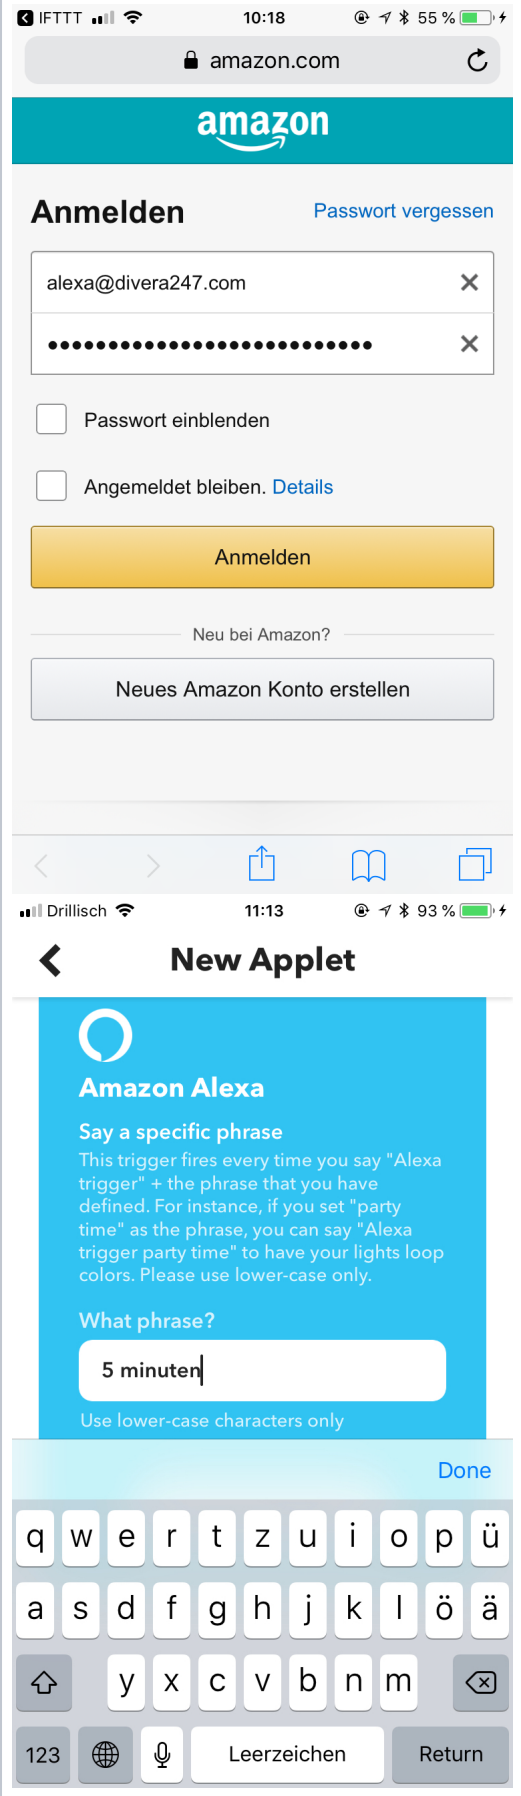 IFTTT 10:18 55 %
amazon.com
amazon
Anmelden Passwort vergessen
alexa@divera247.com
•••••••••••••••••••••••••••
Passwort einblenden
Angemeldet bleiben. Details
Anmelden
Neu bei Amazon?
Neues Amazon Konto erstellen
Drillisch 11:13 93 %
New Applet
Amazon Alexa
Say a specific phrase
This trigger fires every time you say "Alexa
trigger" + the phrase that you have
defined. For instance, if you set "party
time" as the phrase, you can say "Alexa
trigger party time" to have your lights loop
colors. Please use lower-case only.
What phrase?
5 minuten
Use lower-case characters only
Done
q w e r t z u i o p ü
a s d f g h j k l ö ä
y x c v b n m
123 Leerzeichen Return